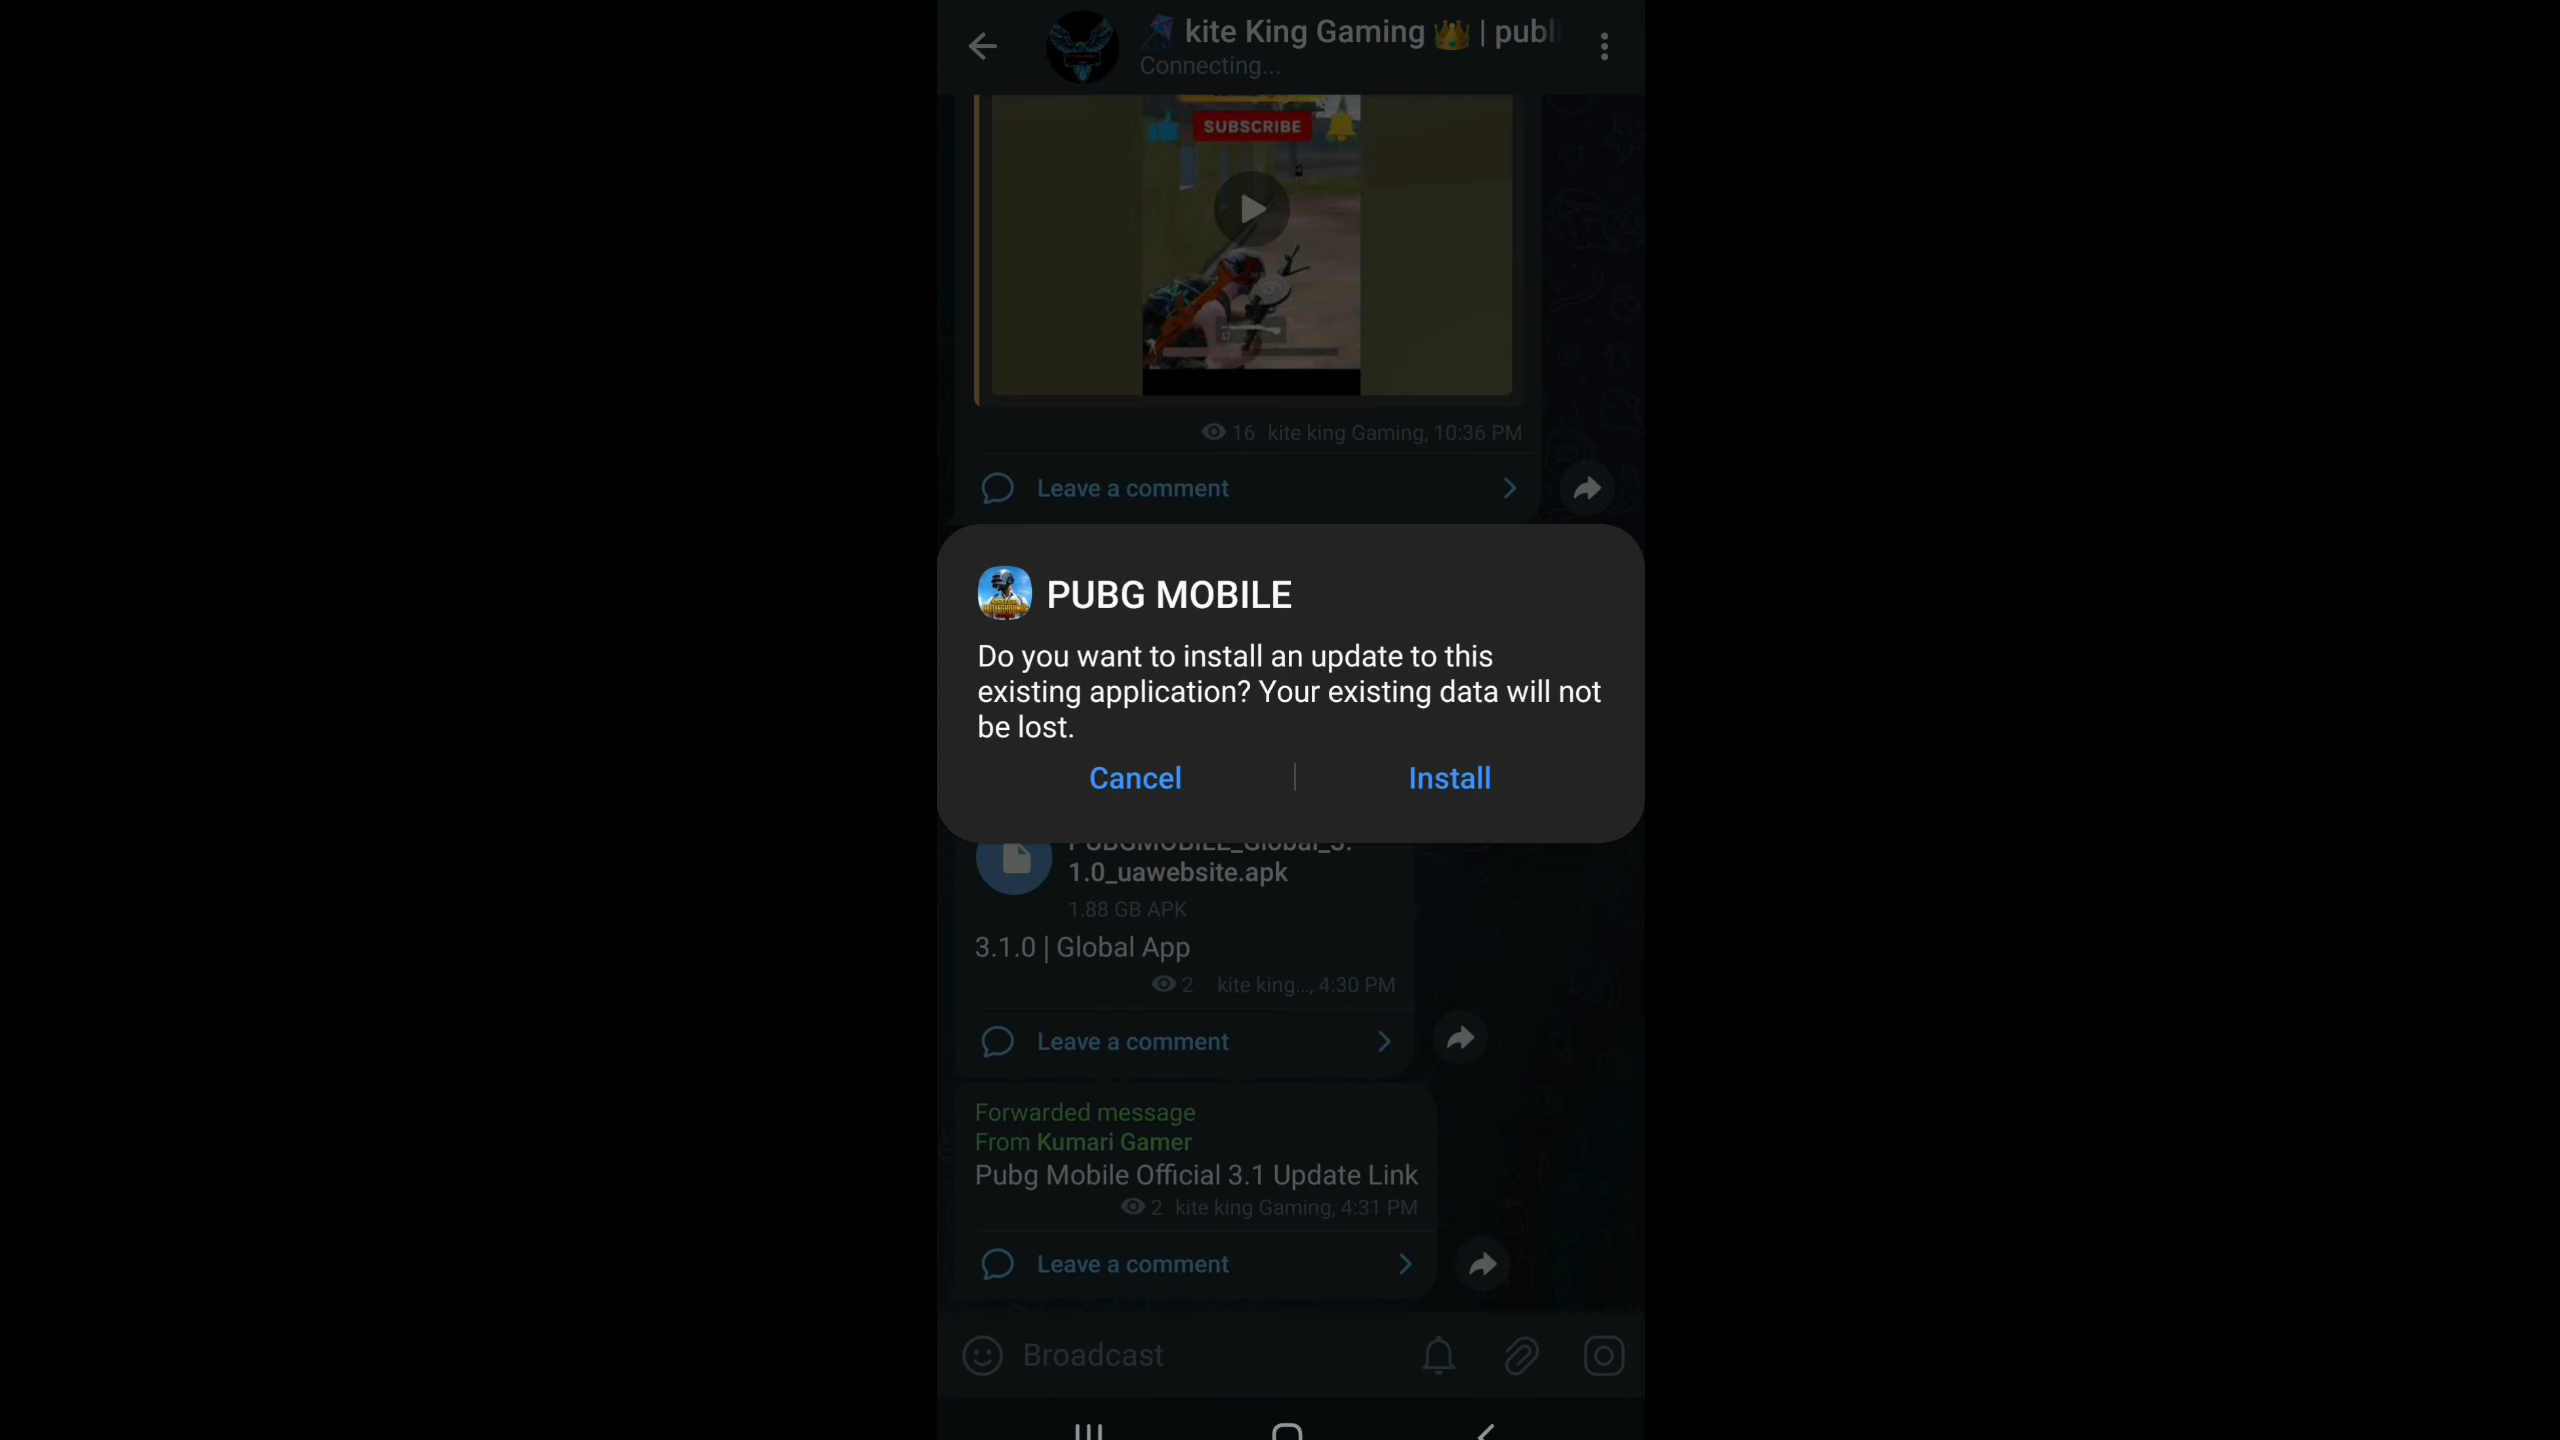 kite King Gaming | publ
Connecting...
SUBSCRIBE
16 kite king Gaming, 10:36 PM
Leave a comment
PUBG MOBILE
Do you want to install an update to this
existing application? Your existing data will not
be lost.
Cancel | Install
PUBGMOBILE_Global_3.
1.0_uawebsite.apk
1.88 GB APK
3.1.0 | Global App
2 kite king..., 4:30 PM
Leave a comment
Forwarded message
From Kumari Gamer
Pubg Mobile Official 3.1 Update Link
2 kite king Gaming, 4:31 PM
Leave a comment
Broadcast